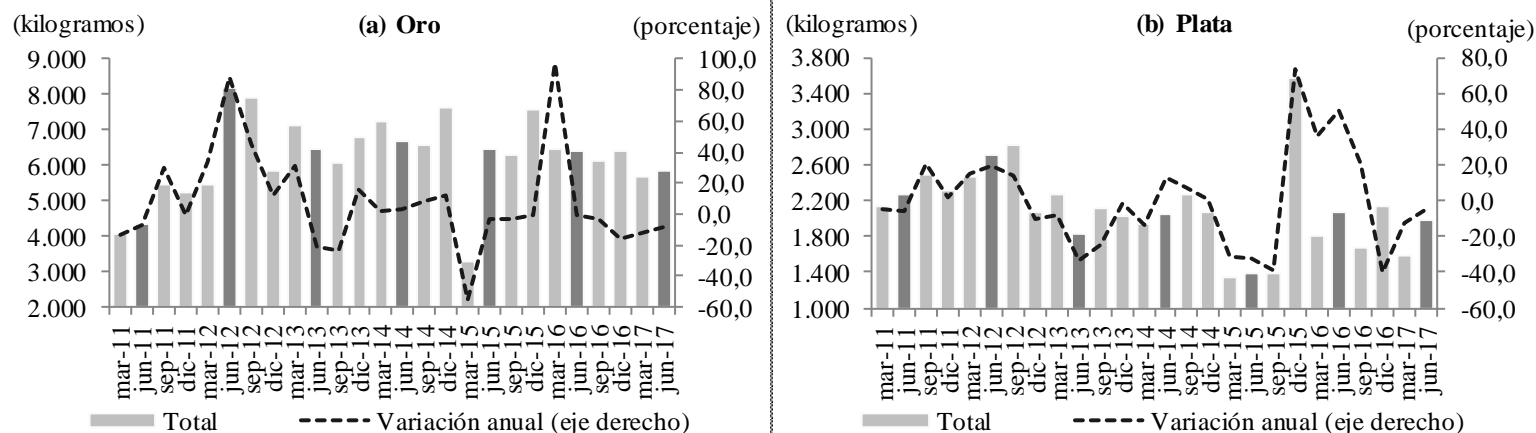 (kilogramos) (a) Oro (porcentaje)
9.000 100,0
8.000 80,0
7.000 60,0
6.000 40,0
5.000 20,0
4.000 0,0
3.000 -20,0
2.000 -40,0
-60,0
mar-11
jun-11
sep-11
dic-11
mar-12
jun-12
sep-12
dic-12
mar-13
jun-13
sep-13
dic-13
mar-14
jun-14
sep-14
dic-14
mar-15
jun-15
sep-15
dic-15
mar-16
jun-16
sep-16
dic-16
mar-17
jun-17
Total Variación anual (eje derecho)
(kilogramos) (b) Plata (porcentaje)
3.800 80,0
3.400 60,0
3.000 40,0
2.600 20,0
2.200 0,0
1.800 -20,0
1.400 -40,0
1.000 -60,0
mar-11
jun-11
sep-11
dic-11
mar-12
jun-12
sep-12
dic-12
mar-13
jun-13
sep-13
dic-13
mar-14
jun-14
sep-14
dic-14
mar-15
jun-15
sep-15
dic-15
mar-16
jun-16
sep-16
dic-16
mar-17
jun-17
Total Variación anual (eje derecho)